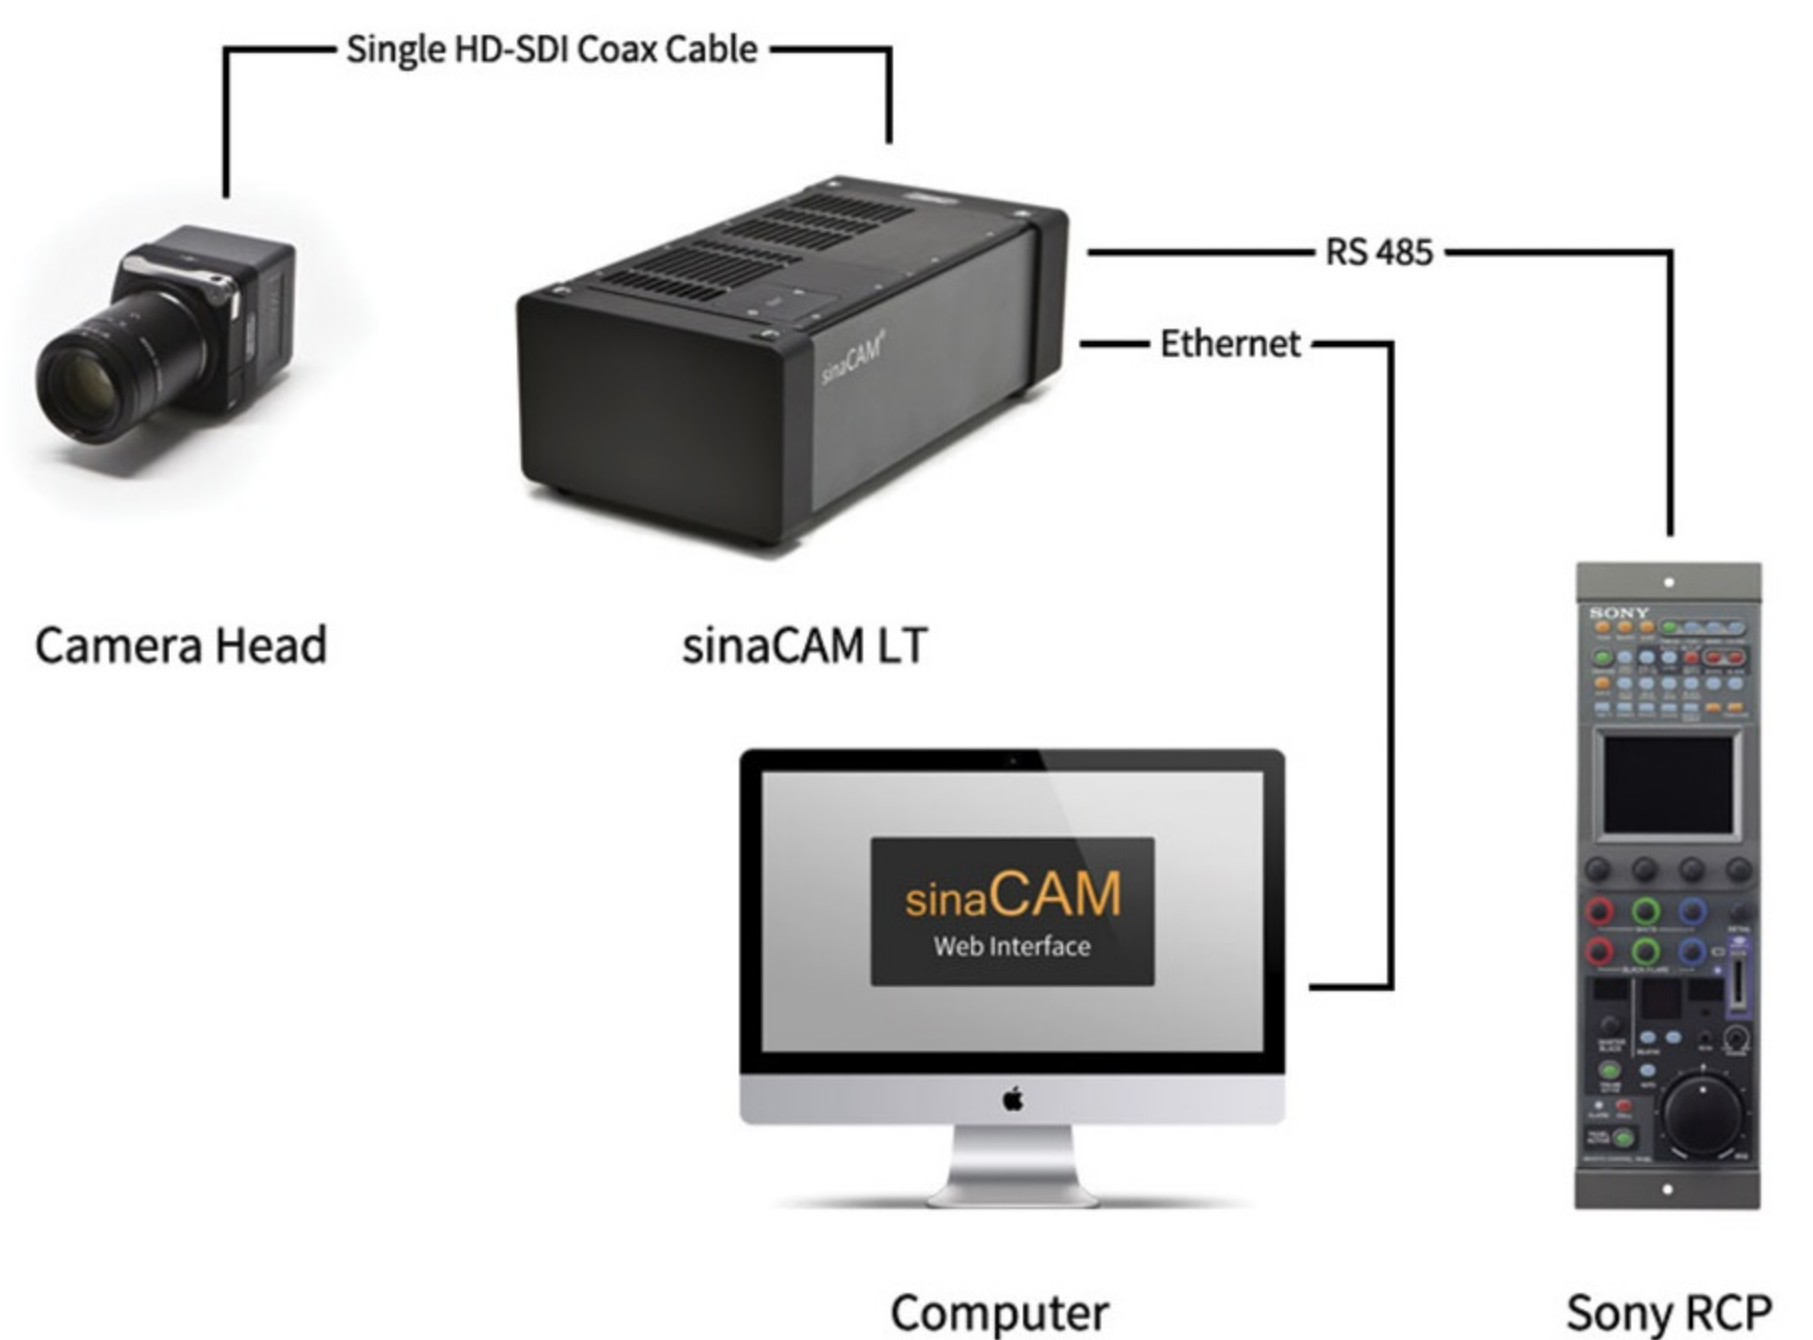 Single HD-SDI Coax Cable
RS 485
Ethernet
sinaCAM
Camera Head
sinaCAM LT
SONY
sinaCAM
Web Interface
Computer
Sony RCP